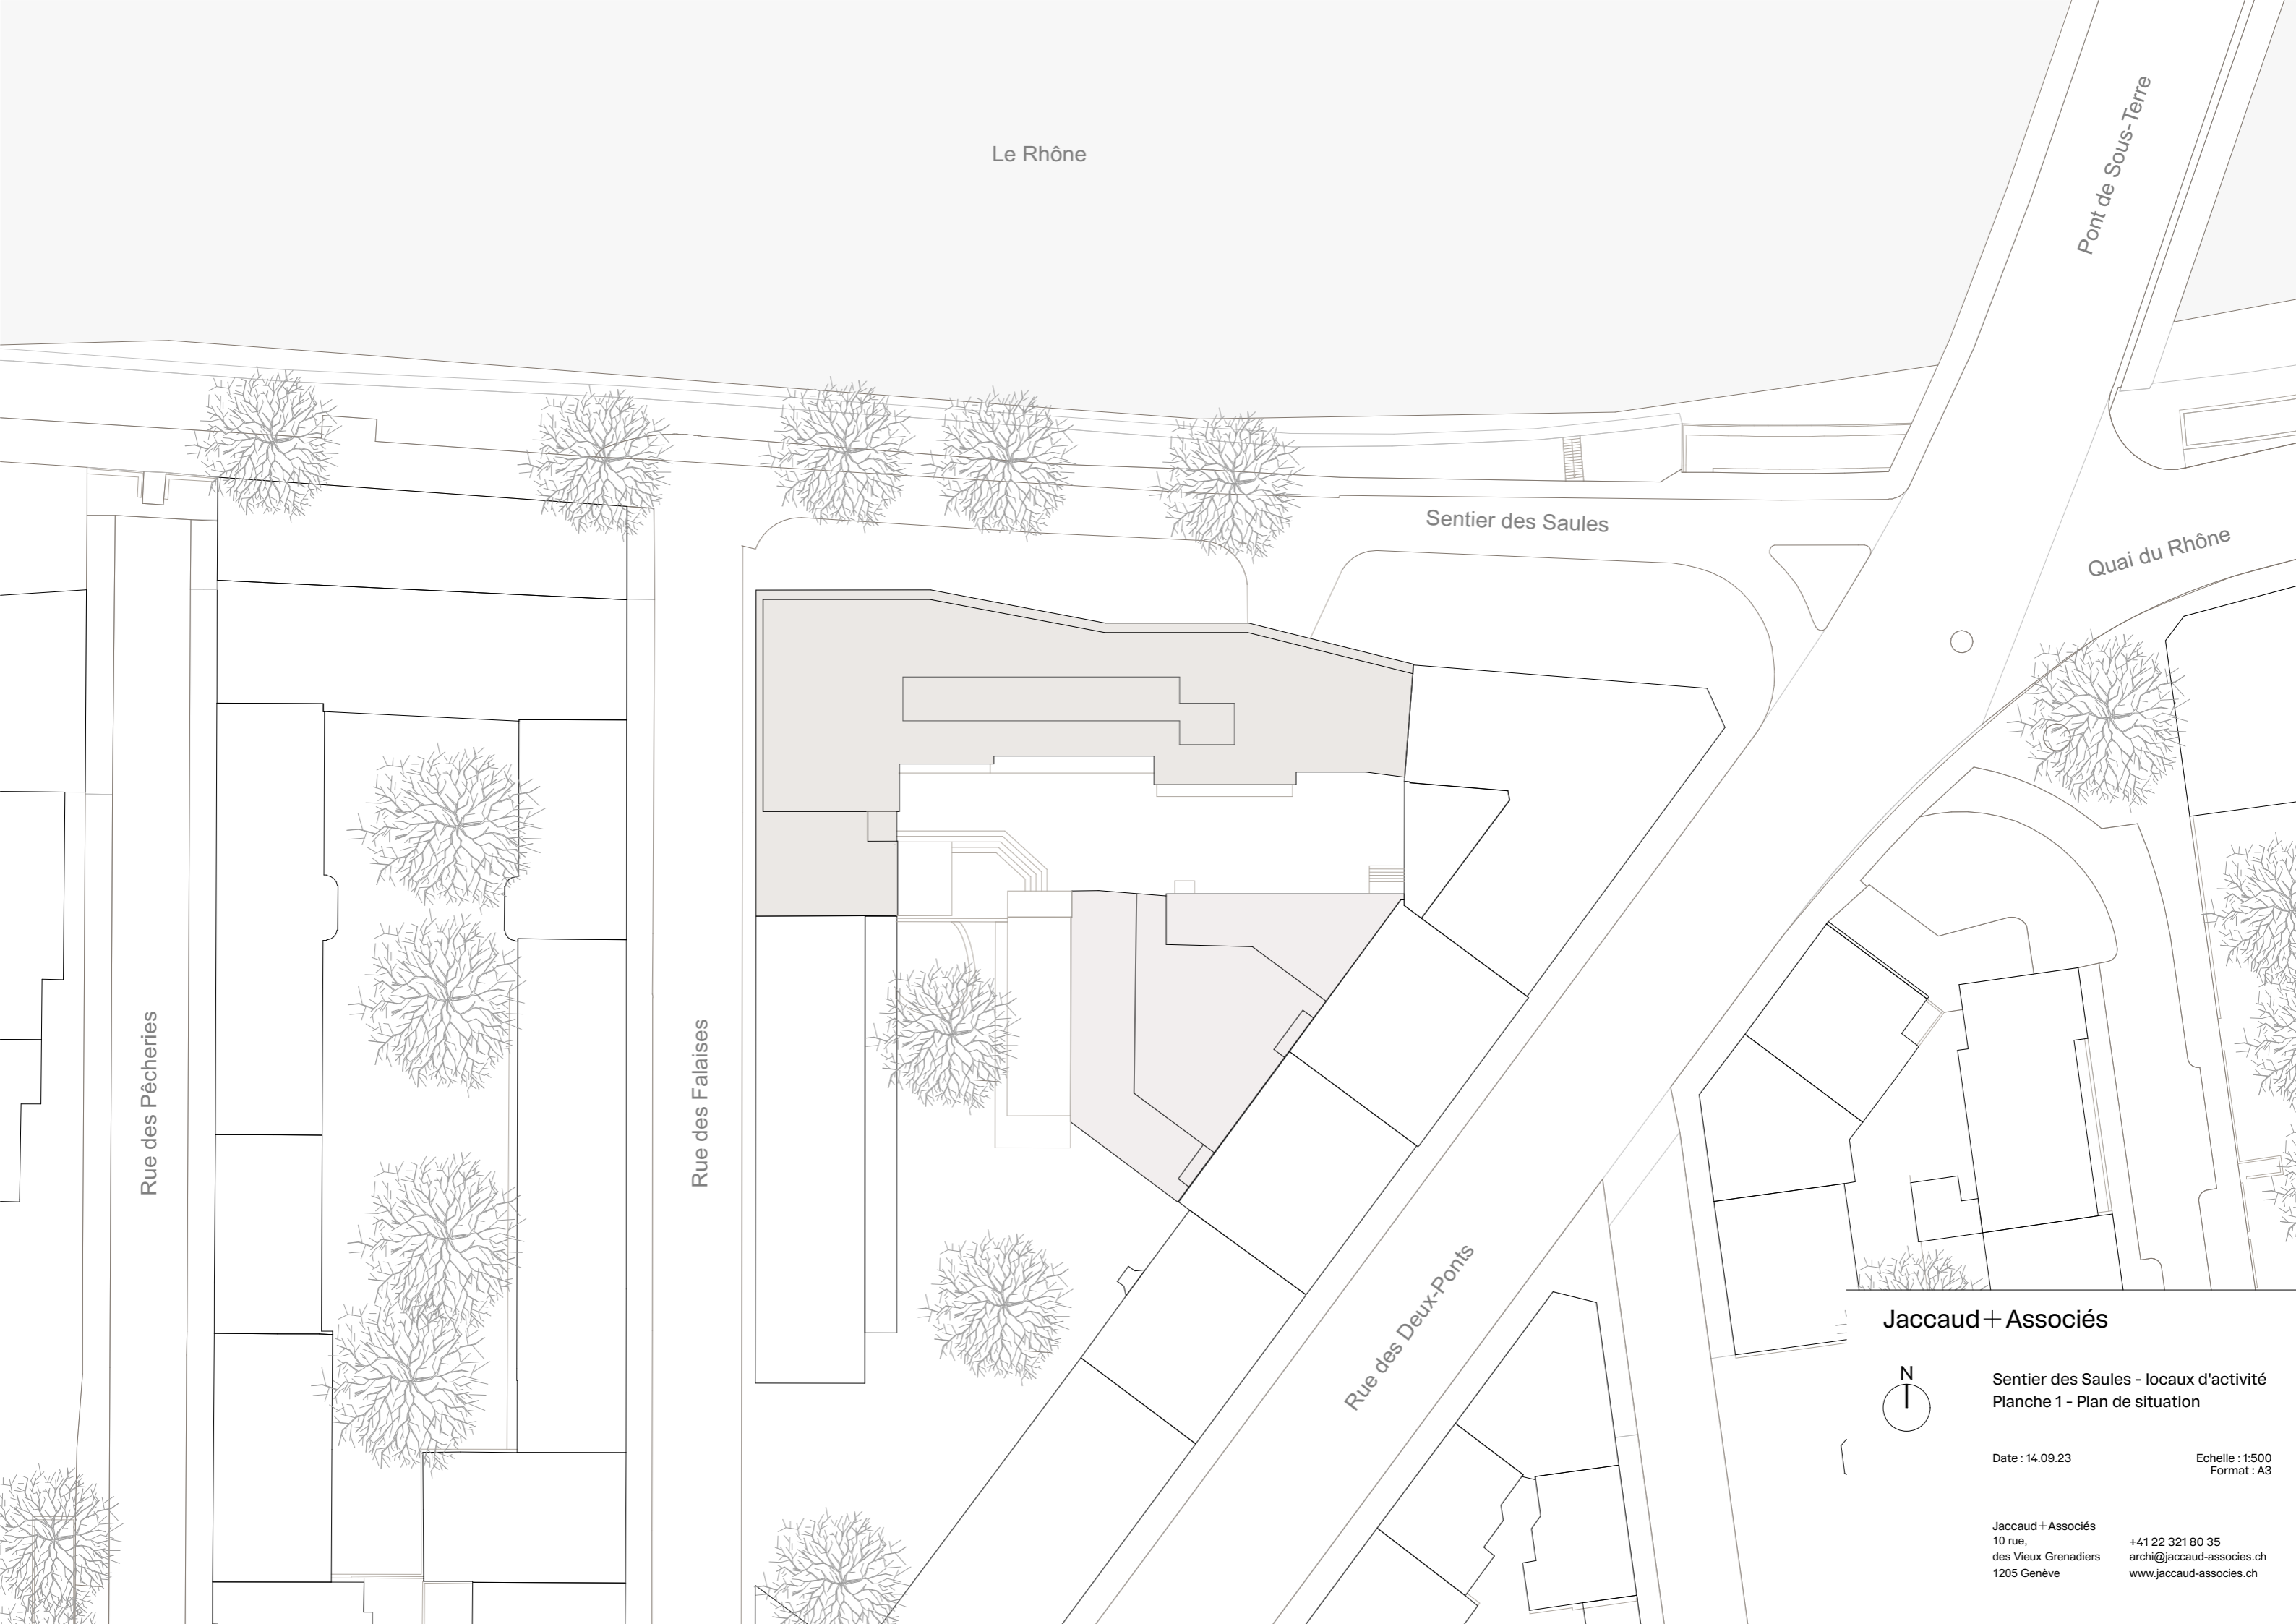 Le Rhône
Pont de Sous-Terre
Sentier des Saules
Quai du Rhône
Rue des Pêcheries
Rue des Falaises
Rue des Deux-Ponts
Jaccaud+Associés
N
Sentier des Saules - locaux d'activité
Planche 1 - Plan de situation
Date : 14.09.23
Echelle : 1:500
Format : A3
Jaccaud+Associés
10 rue,
des Vieux Grenadiers
1205 Genève
+41 22 321 80 35
archi@jaccaud-associes.ch
www.jaccaud-associes.ch